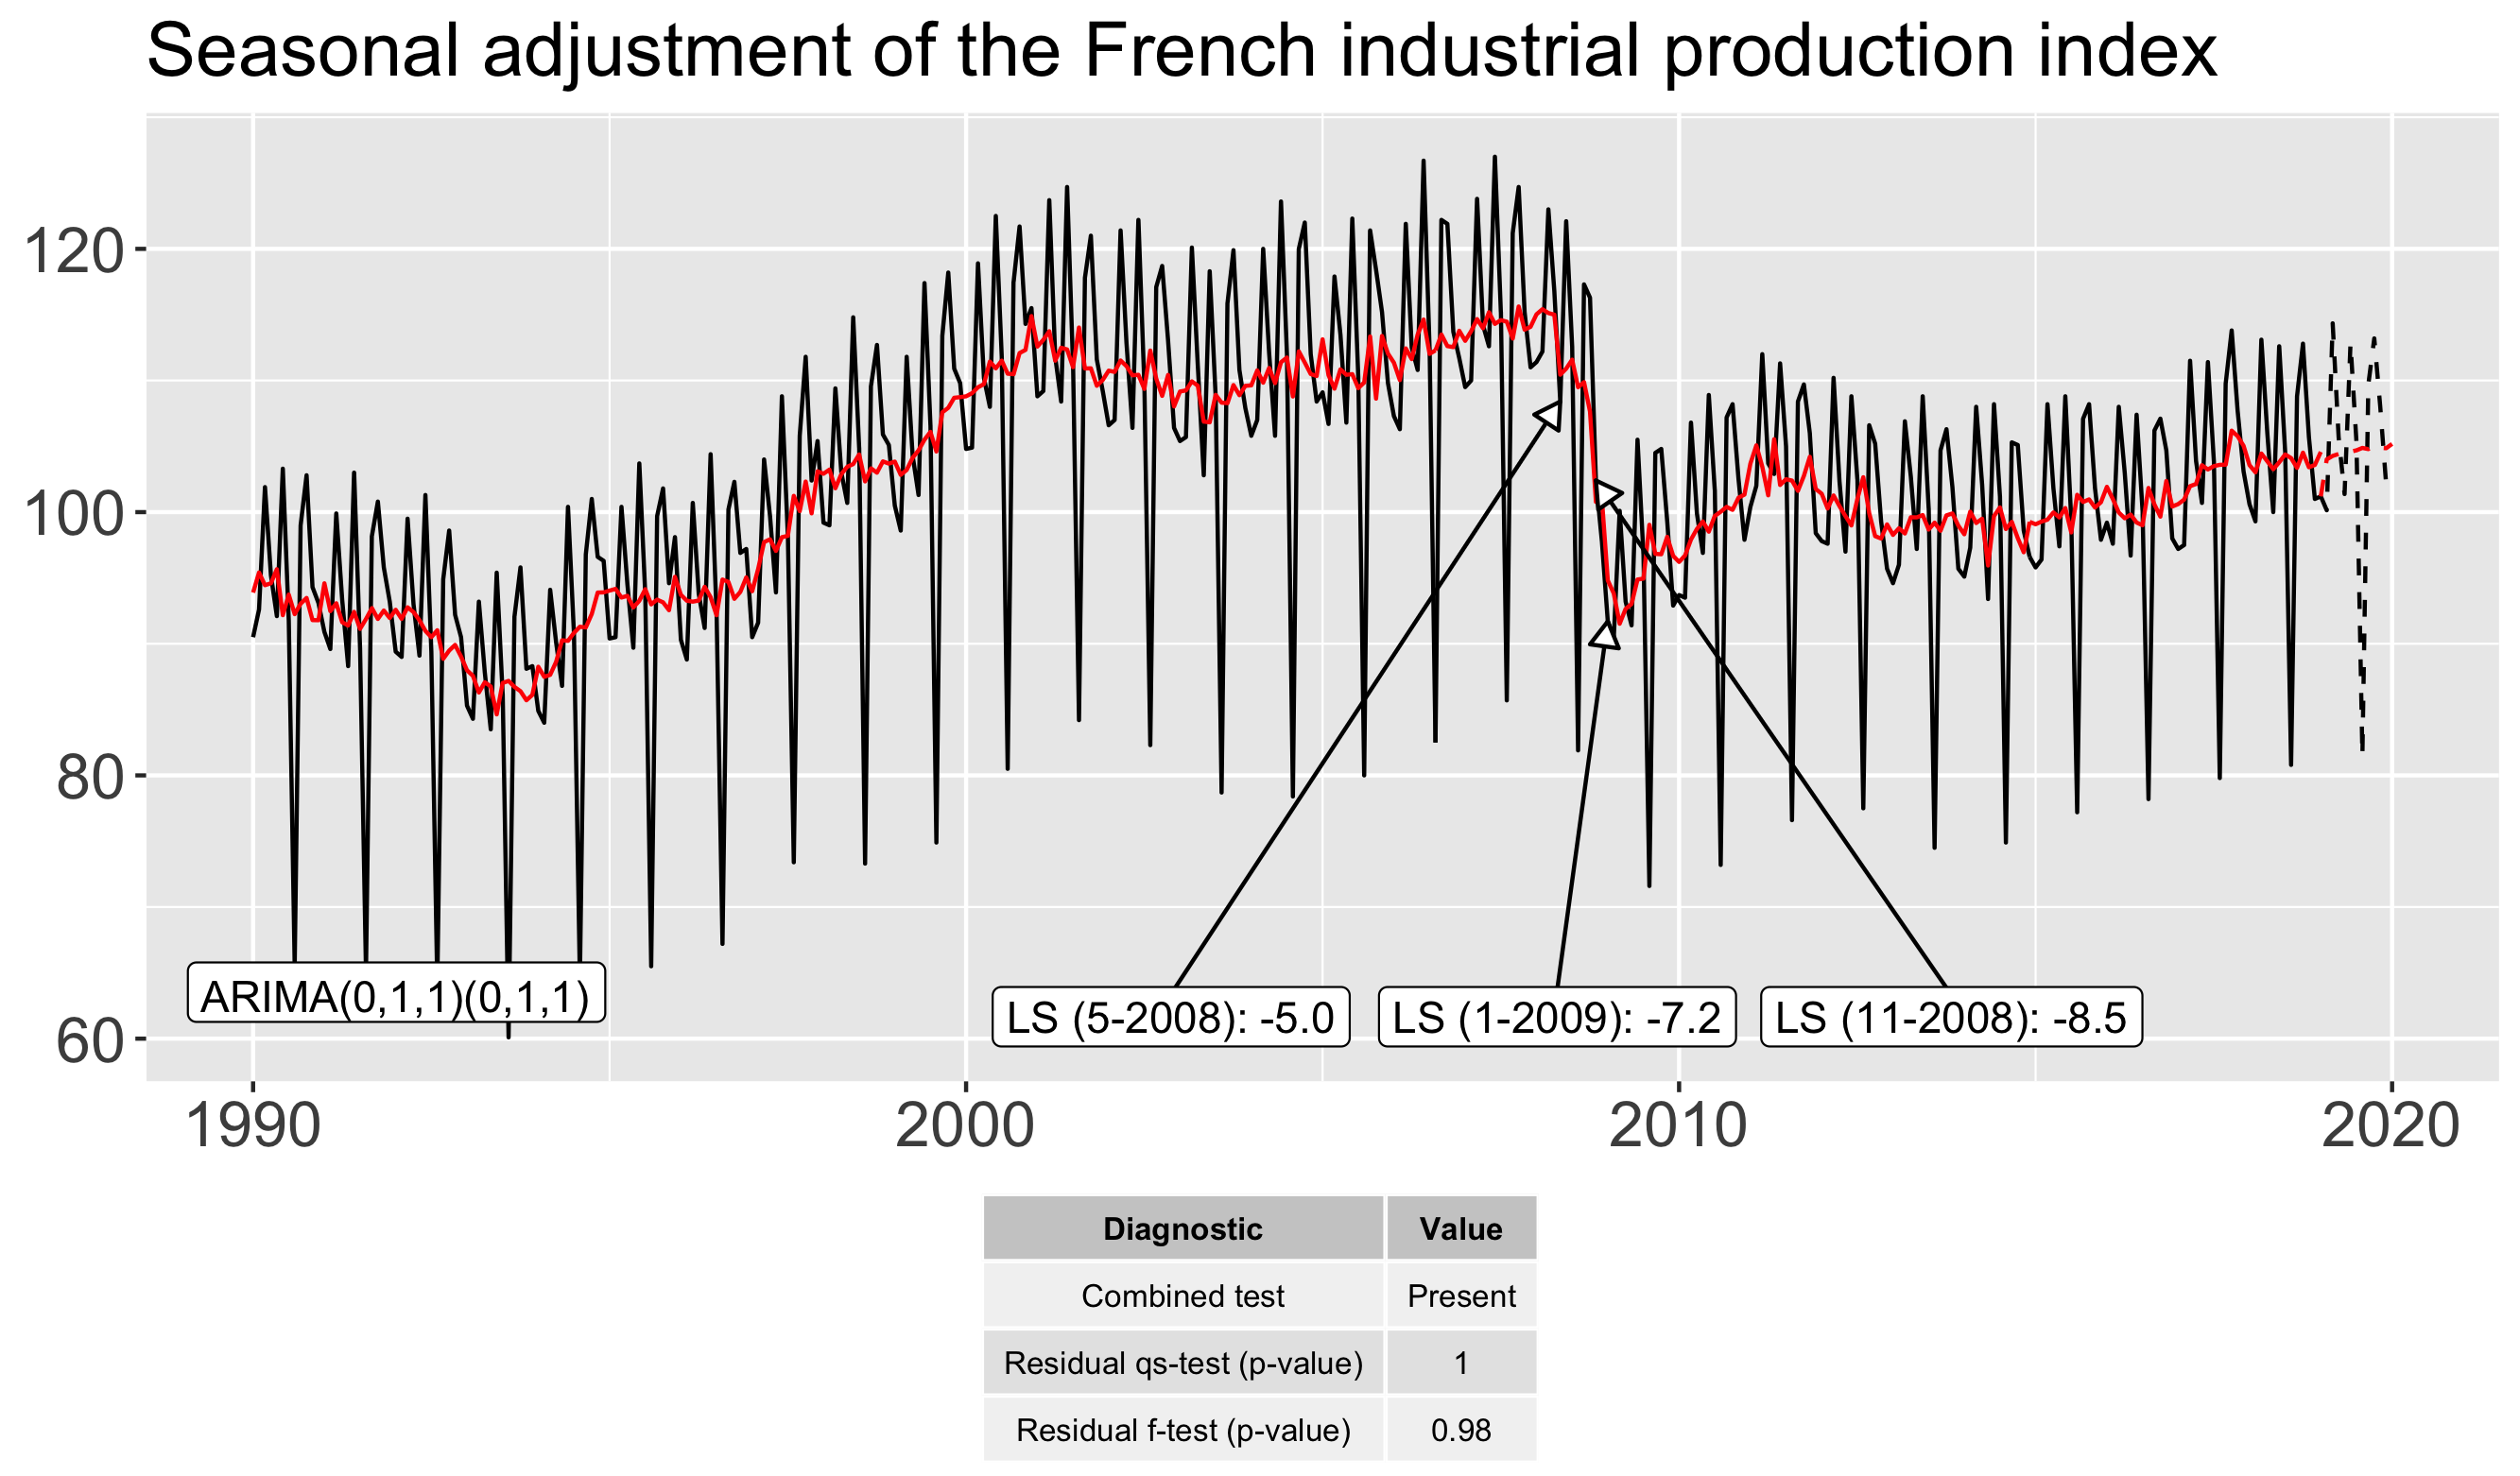 Seasonal adjustment of the French industrial production index
120
100
80
60
ARIMA(0,1,1)(0,1,1)
LS (5-2008): -5.0
LS (1-2009): -7.2
LS (11-2008): -8.5
1990 2000 2010 2020
Diagnostic Value
Combined test Present
Residual qs-test (p-value) 1
Residual f-test (p-value) 0.98